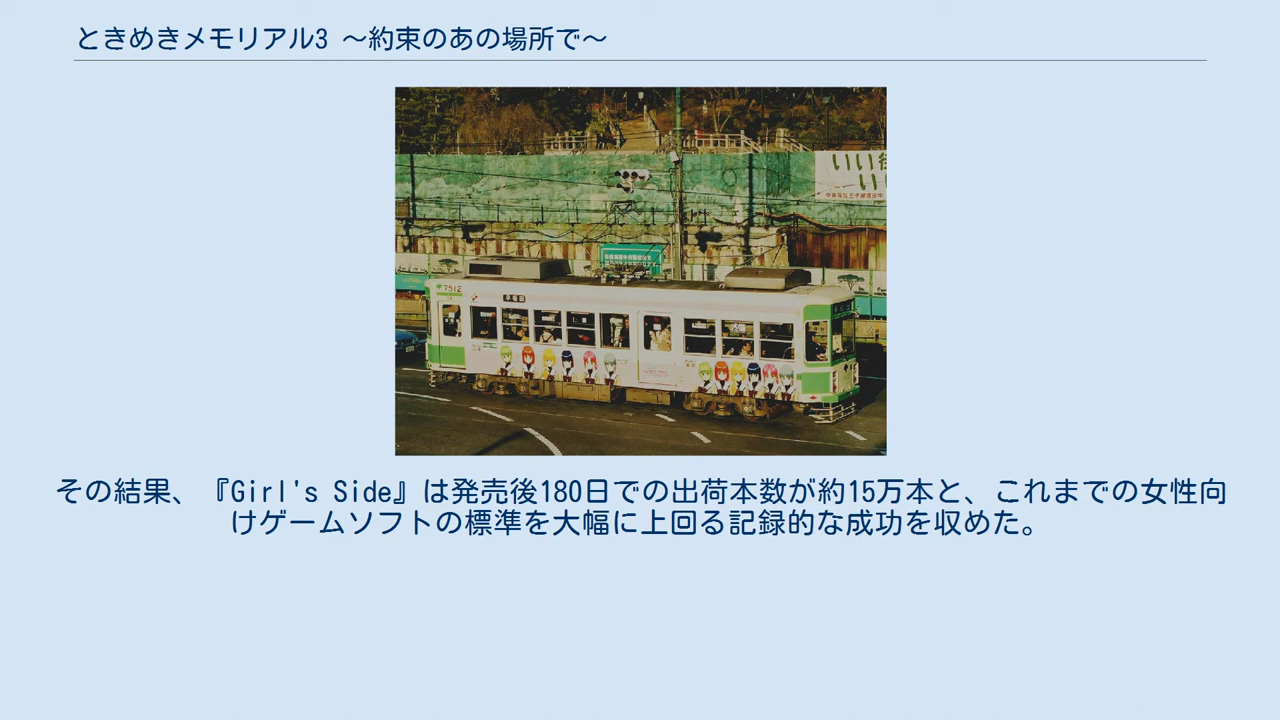 ときめきメモリアル3 ～約束のあの場所で～
いい
い
7512
その結果、『Girl's Side』は発売後180日での出荷本数が約15万本と、これまでの女性向
けゲームソフトの標準を大幅に上回る記録的な成功を収めた。